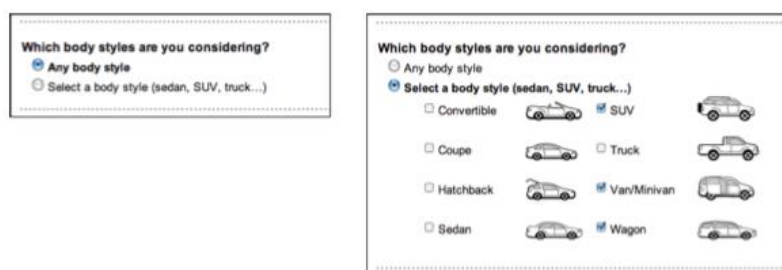 Which body styles are you considering?
Any body style
Select a body style (sedan, SUV, truck...)
Which body styles are you considering?
Any body style
Select a body style (sedan, SUV, truck...)
Convertible SUV
Coupe Truck
Hatchback Van/Minivan
Sedan Wagon